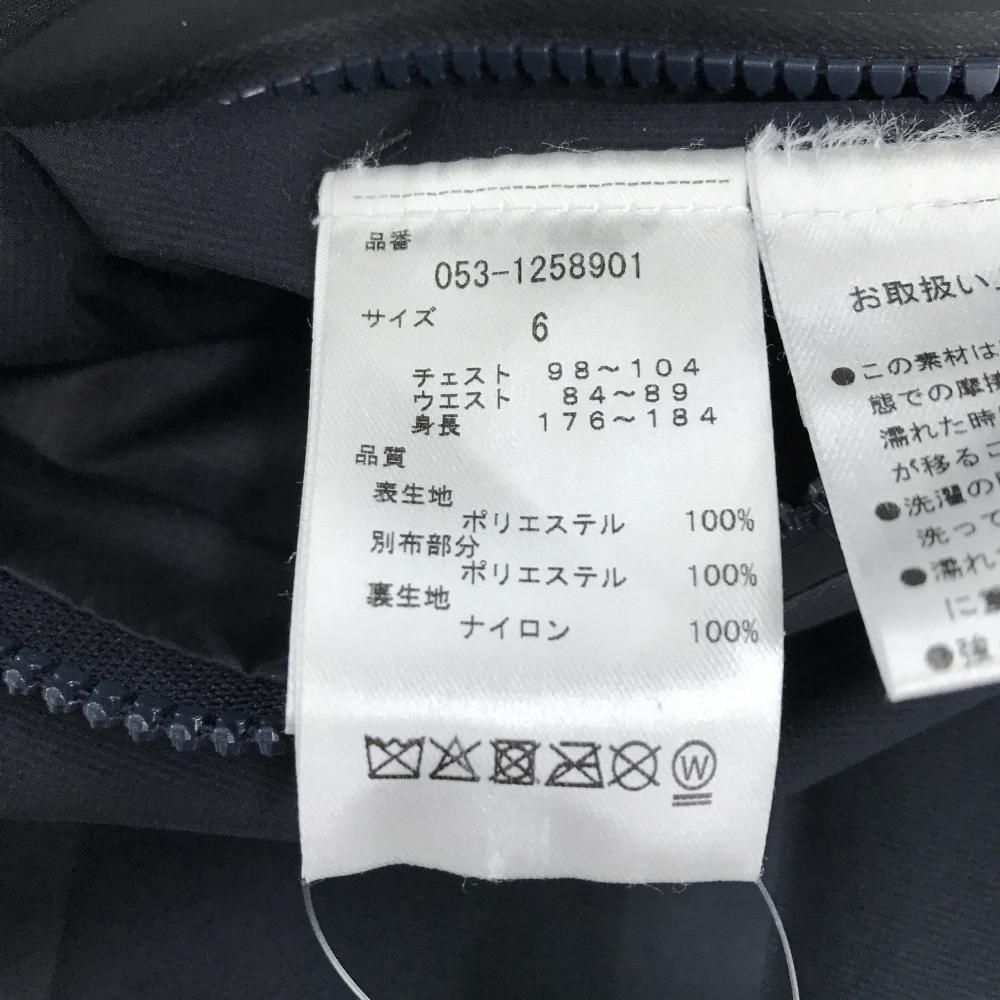 品番
053-1258901
サイズ 6
チェスト 98～104
ウエスト 84～89
身長 176～184
品質
表生地
ポリエステル 100%
別布部分
ポリエステル 100%
裏生地
ナイロン 100%
W
お取扱い
●この素材は
態での摩擦
濡れた時
が移るこ
●洗濯の
洗って
●濡れ
に重
●強